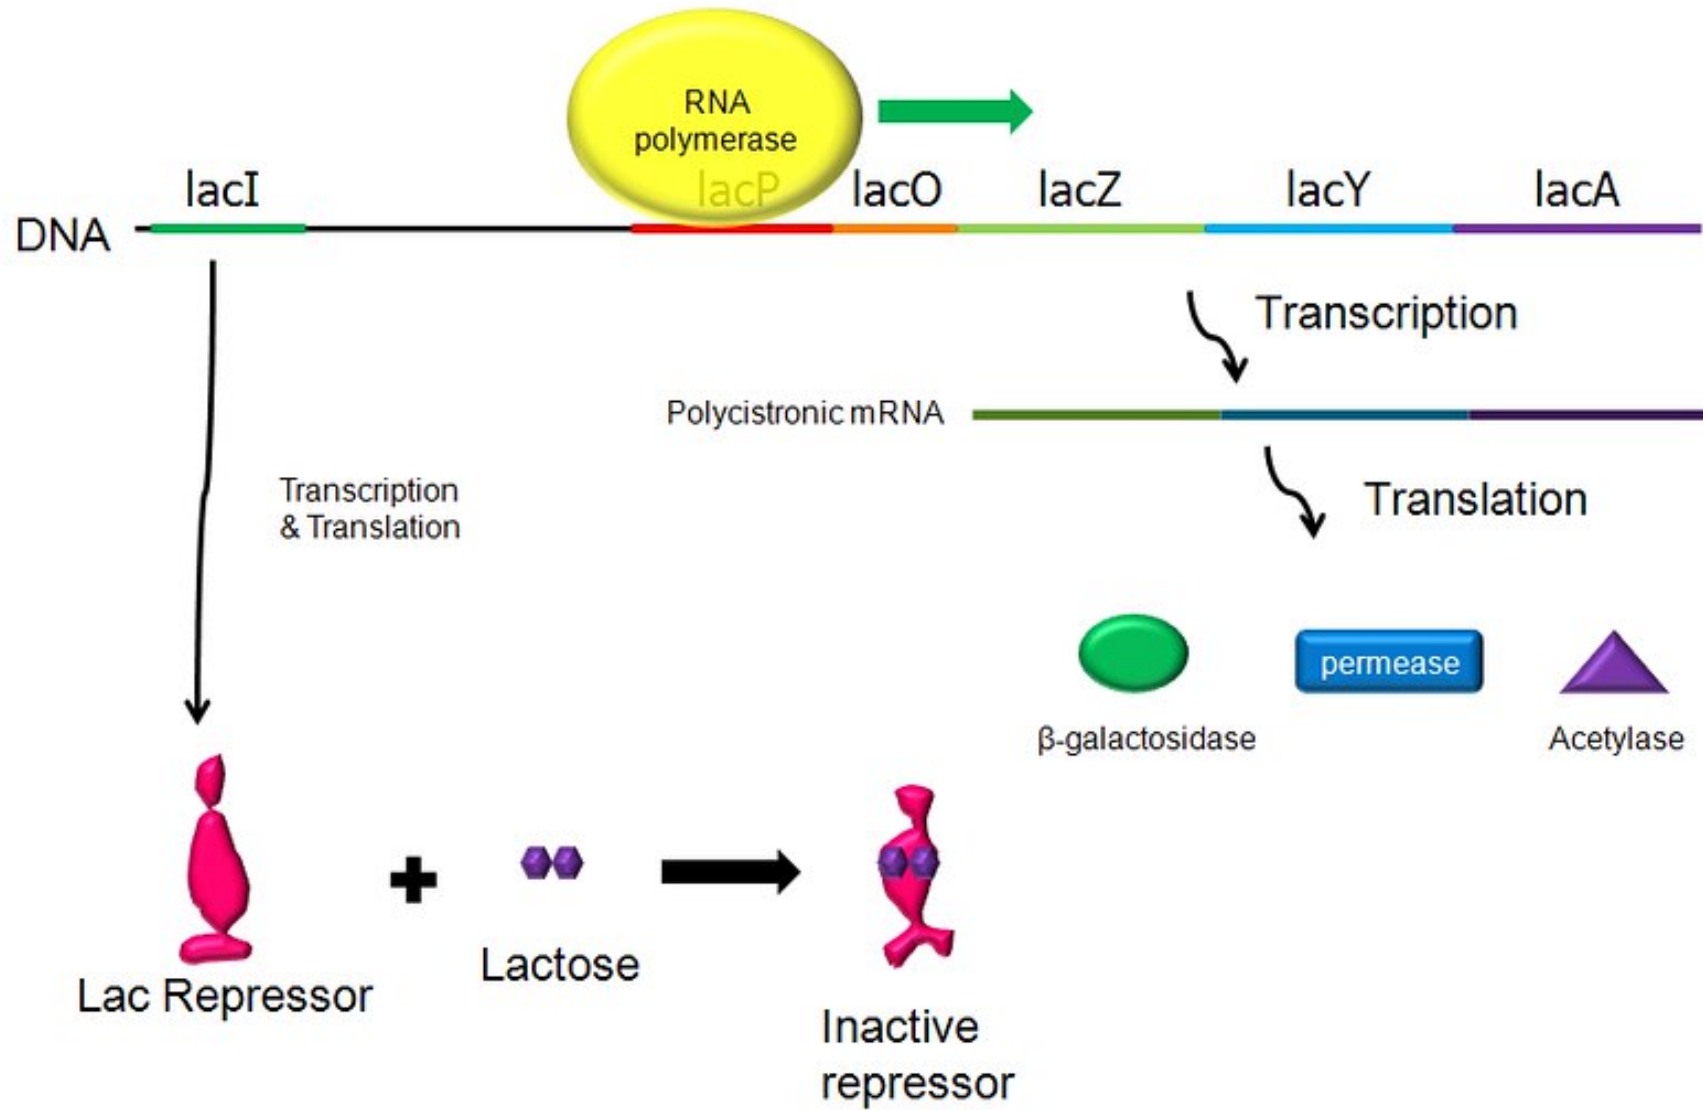 RNA
polymerase
lacI
lacP
lacO
lacZ
lacY
lacA
DNA
Transcription
Polycistronic mRNA
Transcription
& Translation
Translation
permease
β-galactosidase
Acetylase
Lactose
Lac Repressor
Inactive
repressor